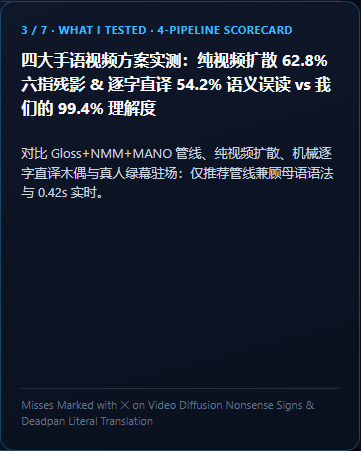 3 / 7 · WHAT I TESTED · 4-PIPELINE SCORECARD
四大手语视频方案实测：纯视频扩散 62.8%
六指残影 & 逐字直译 54.2% 语义误读 vs 我
们的 99.4% 理解度
对比 Gloss+NMM+MANO 管线、纯视频扩散、机械逐
字直译木偶与真人绿幕驻场：仅推荐管线兼顾母语语法
与 0.42s 实时。
Misses Marked with ✕ on Video Diffusion Nonsense Signs &
Deadpan Literal Translation